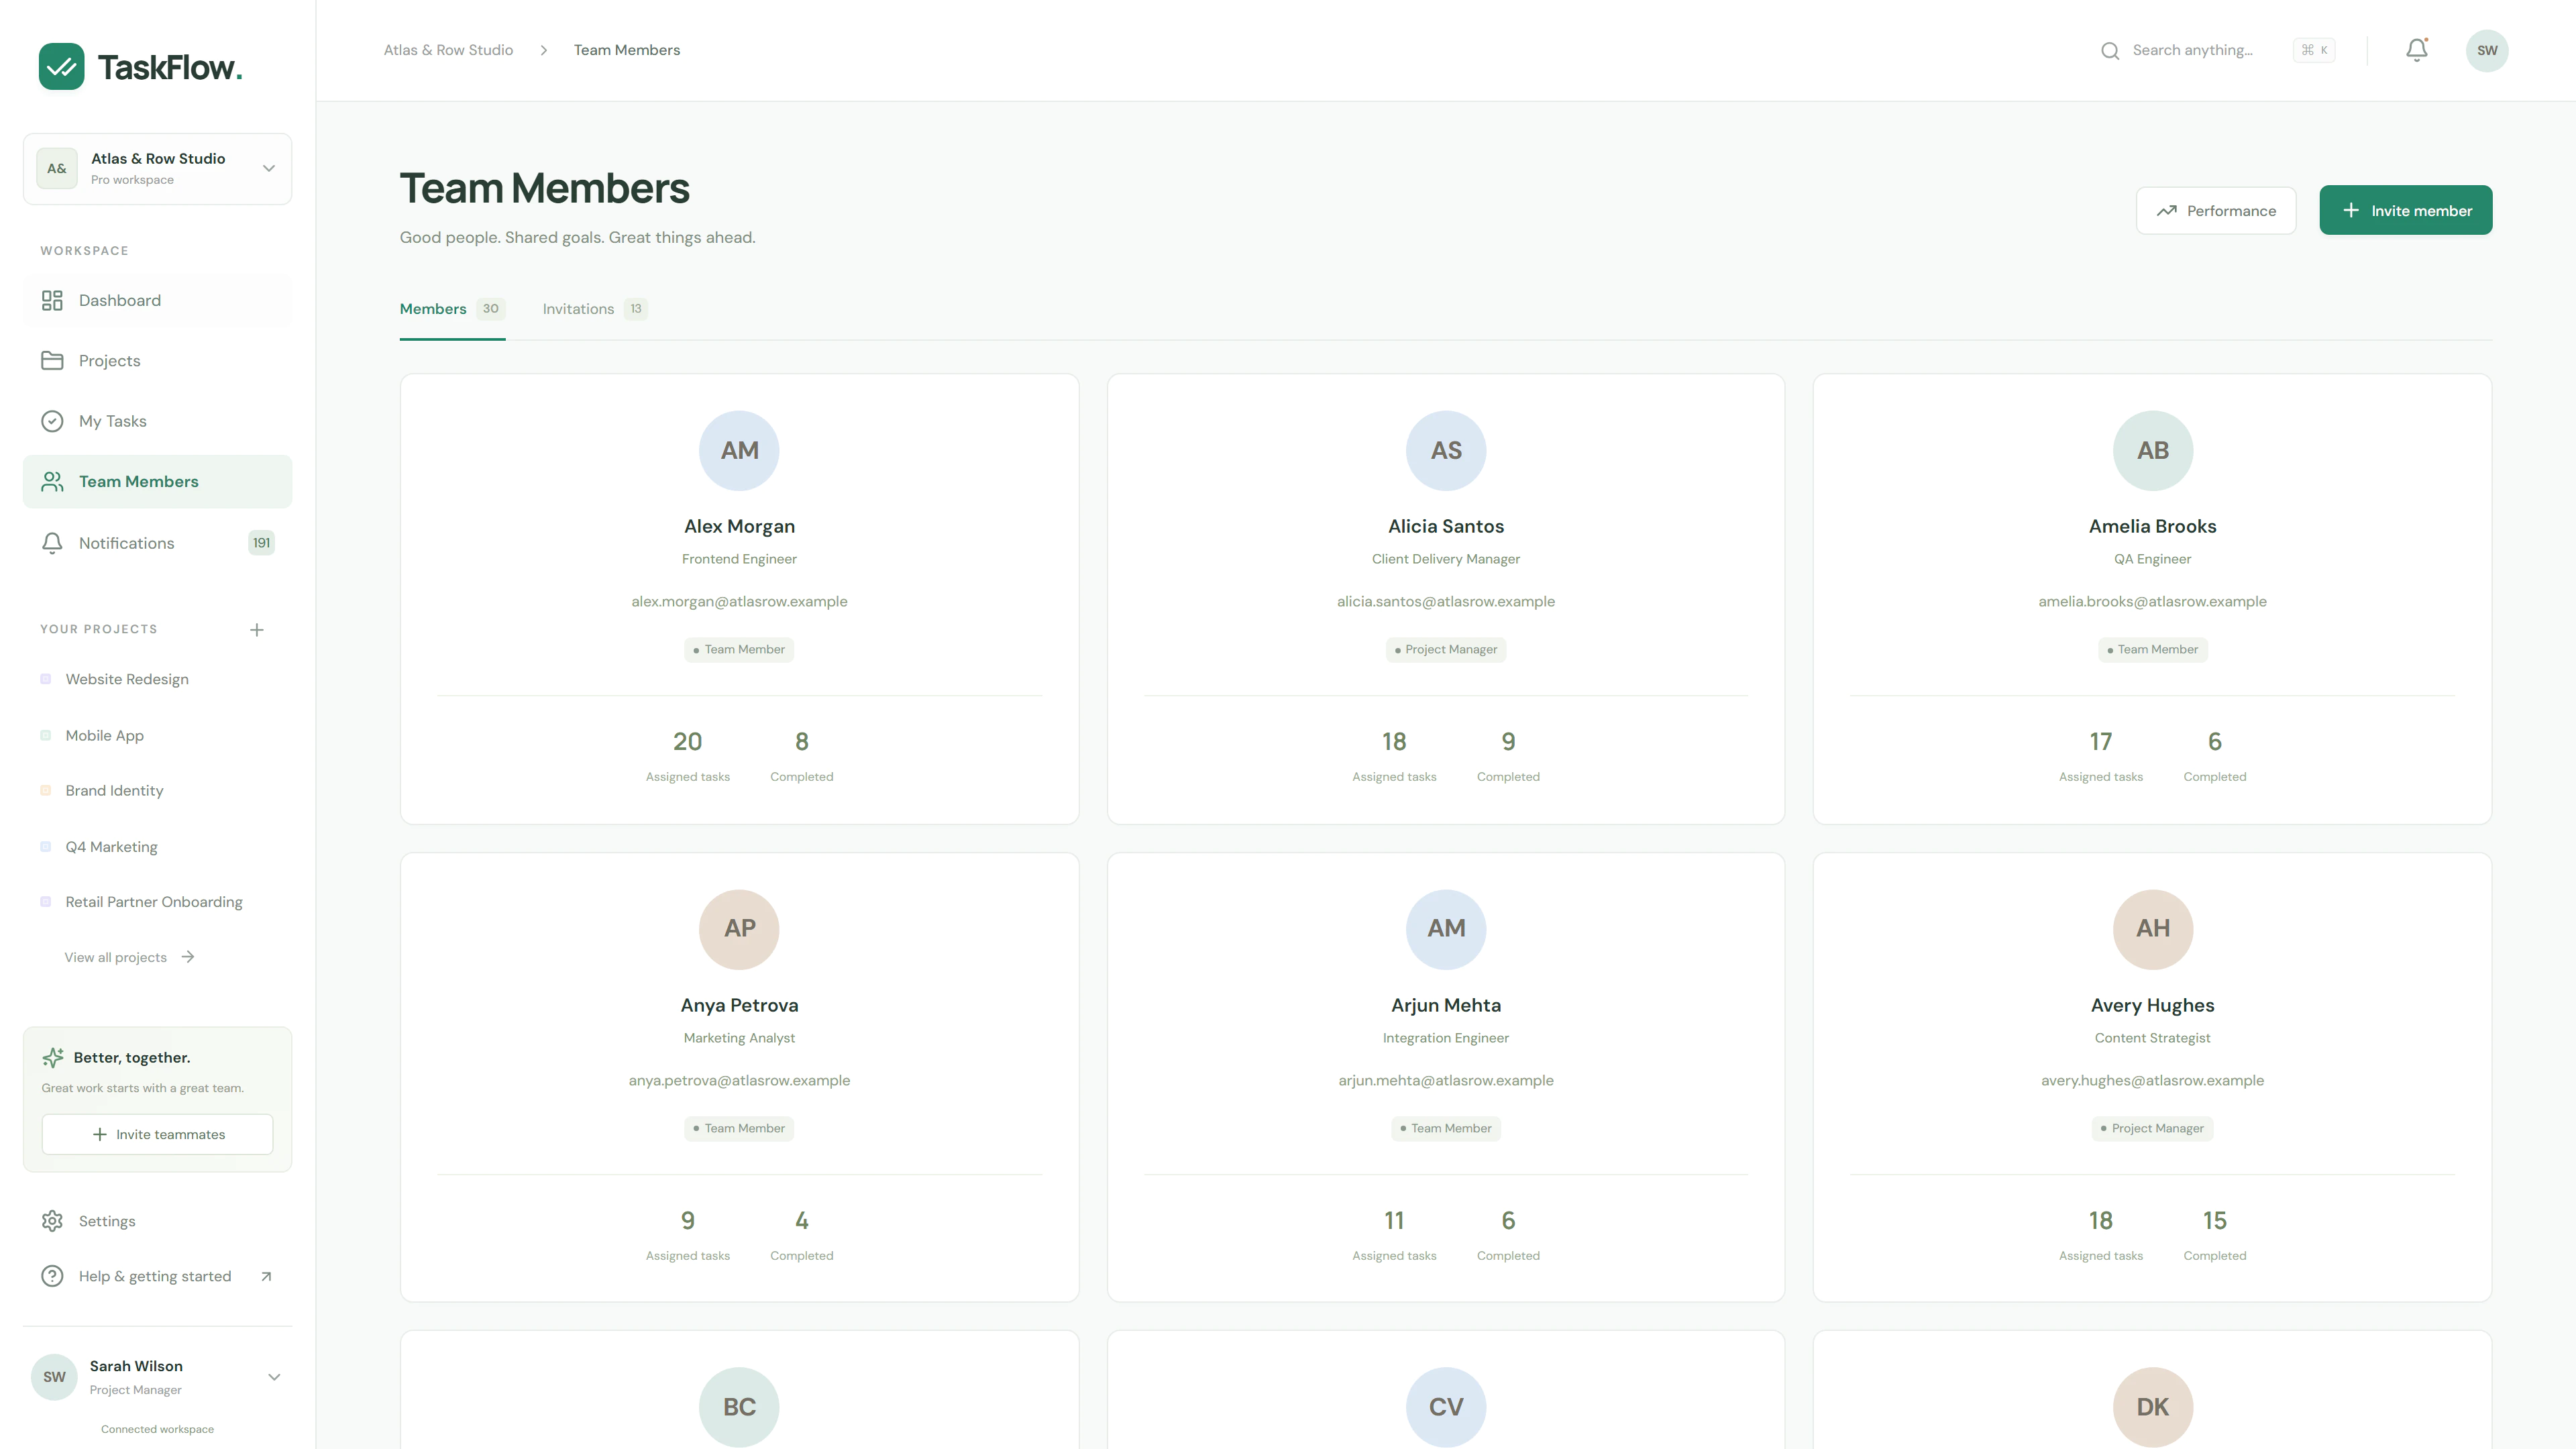 TaskFlow.
A&
Atlas & Row Studio
Pro workspace
WORKSPACE
Dashboard
Projects
My Tasks
Team Members
Notifications 191
YOUR PROJECTS
Website Redesign
Mobile App
Brand Identity
Q4 Marketing
Retail Partner Onboarding
View all projects
Better, together.
Great work starts with a great team.
Invite teammates
Settings
Help & getting started
SW
Sarah Wilson
Project Manager
Connected workspace
Atlas & Row Studio Team Members
Search anything... ⌘ K
SW
Team Members
Good people. Shared goals. Great things ahead.
Performance
Invite member
Members 30 Invitations 13
AM
Alex Morgan
Frontend Engineer
alex.morgan@atlasrow.example
Team Member
20 8
Assigned tasks Completed
AS
Alicia Santos
Client Delivery Manager
alicia.santos@atlasrow.example
Project Manager
18 9
Assigned tasks Completed
AB
Amelia Brooks
QA Engineer
amelia.brooks@atlasrow.example
Team Member
17 6
Assigned tasks Completed
AP
Anya Petrova
Marketing Analyst
anya.petrova@atlasrow.example
Team Member
9 4
Assigned tasks Completed
AM
Arjun Mehta
Integration Engineer
arjun.mehta@atlasrow.example
Team Member
11 6
Assigned tasks Completed
AH
Avery Hughes
Content Strategist
avery.hughes@atlasrow.example
Project Manager
18 15
Assigned tasks Completed
BC
CV
DK